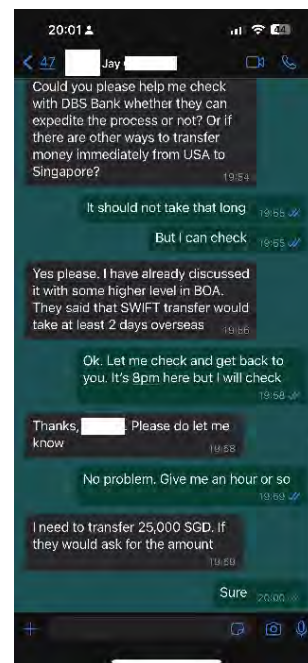 20:01
44
47
Jay
Could you please help me check
with DBS Bank whether they can
expedite the process or not? Or if
there are other ways to transfer
money immediately from USA to
Singapore?
19:54
It should not take that long
19:55
But I can check
19:55
Yes please. I have already discussed
it with some higher level in BOA.
They said that SWIFT transfer would
take at least 2 days overseas
19:56
Ok. Let me check and get back to
you. It's 8pm here but I will check
19:58
Thanks, . Please do let me
know
19:58
No problem. Give me an hour or so
19:59
I need to transfer 25,000 SGD. If
they would ask for the amount
Sure
20:00